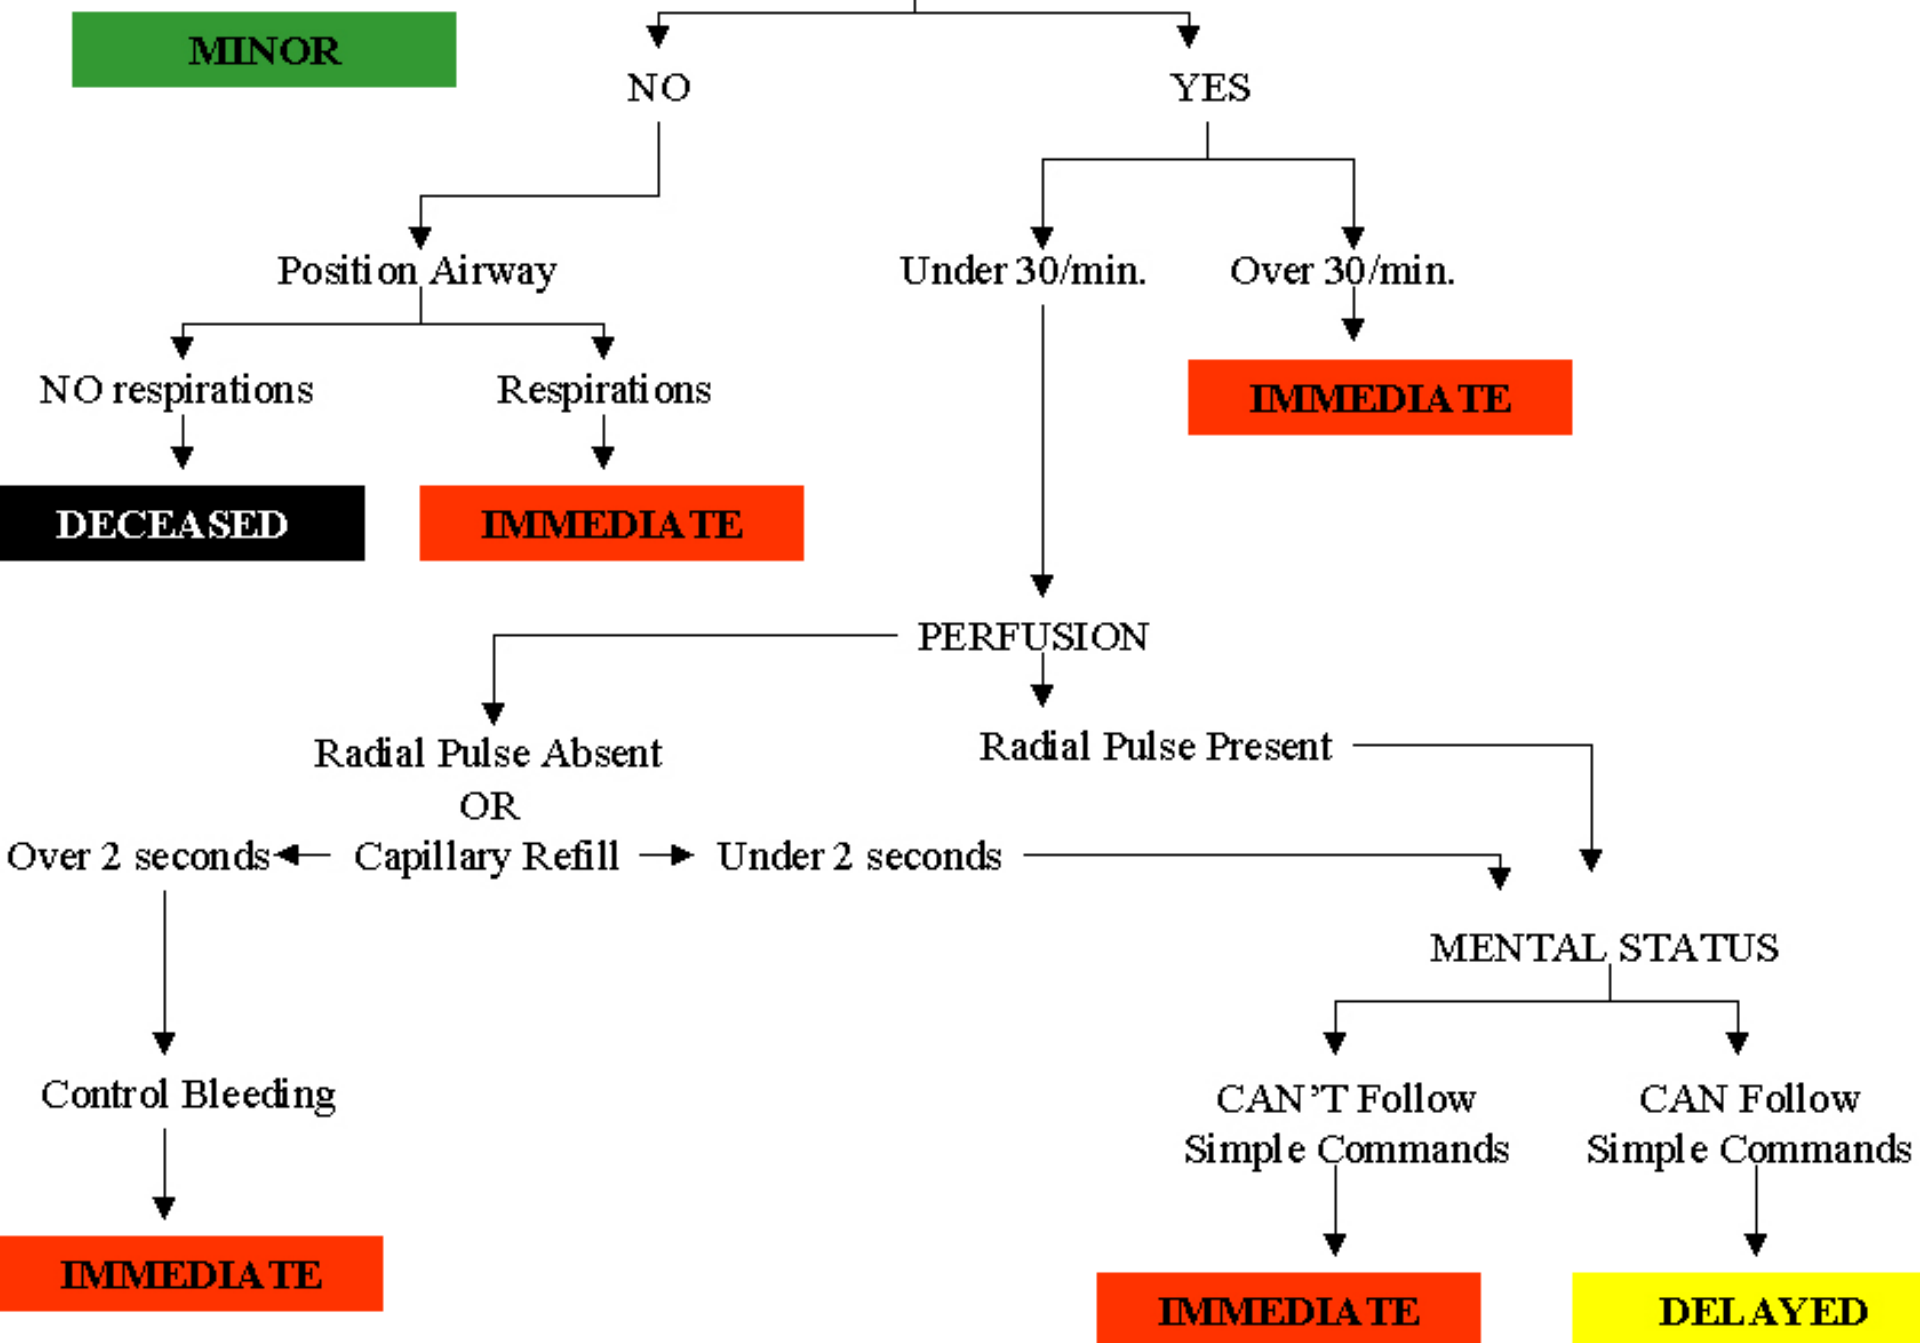 MINOR
NO
YES
Position Airway
Under 30/min.
Over 30/min.
NO respirations
Respirations
IMMEDIATE
DECEASED
IMMEDIATE
PERFUSION
Radial Pulse Absent
Radial Pulse Present
OR
Over 2 seconds
Capillary Refill
Under 2 seconds
MENTAL STATUS
Control Bleeding
CAN'T Follow
Simple Commands
CAN Follow
Simple Commands
IMMEDIATE
IMMEDIATE
DELAYED